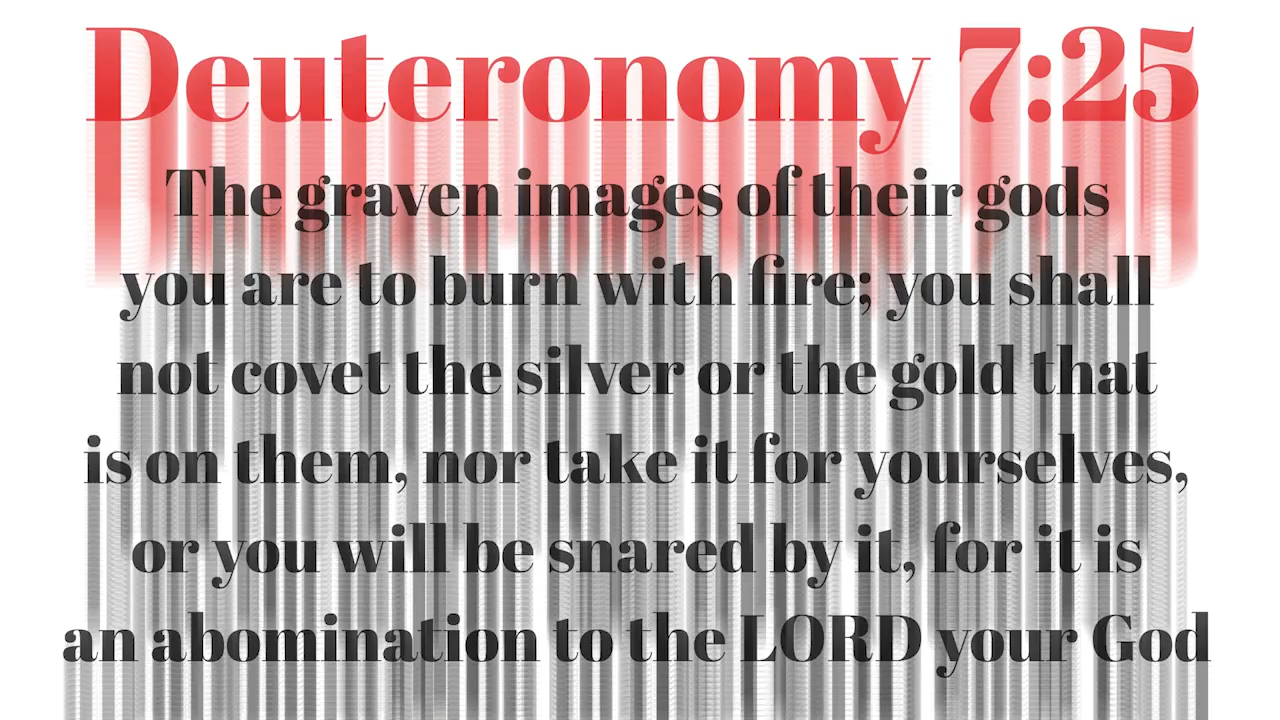 Deuteronomy 7:25
The graven images of their gods
you are to burn with fire; you shall
not covet the silver or the gold that
is on them, nor take it for yourselves,
or you will be snared by it, for it is
an abomination to the LORD your God